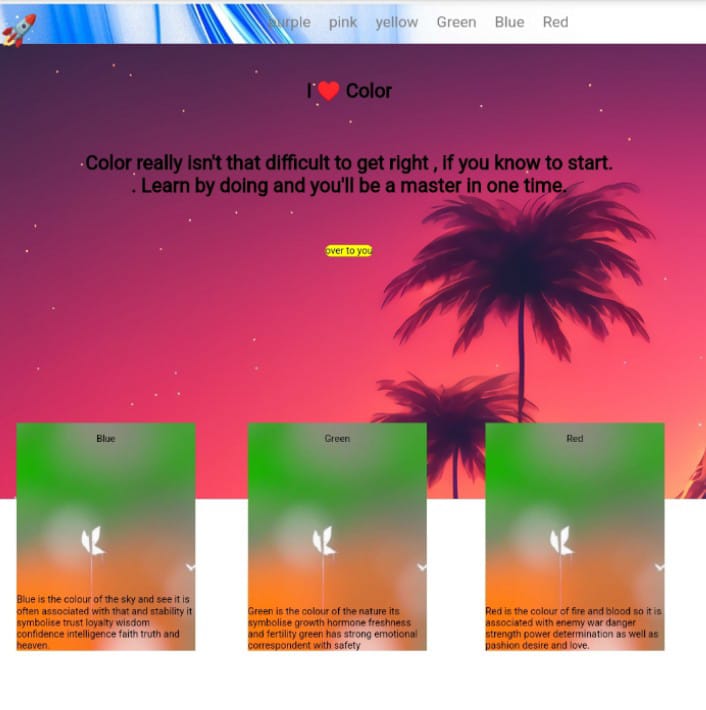 purple pink yellow Green Blue Red
I ❤ Color
Color really isn't that difficult to get right , if you know to start.
. Learn by doing and you'll be a master in one time.
over to you
Blue
Green
Red
Blue is the colour of the sky and see it is
often associated with that and stability it
symbolise trust loyalty wisdom
confidence intelligence faith truth and
heaven.
Green is the colour of the nature its
symbolise growth hormone freshness
and fertility green has strong emotional
correspondent with safety
Red is the colour of fire and blood so it is
associated with enemy war danger
strength power determination as well as
pashion desire and love.